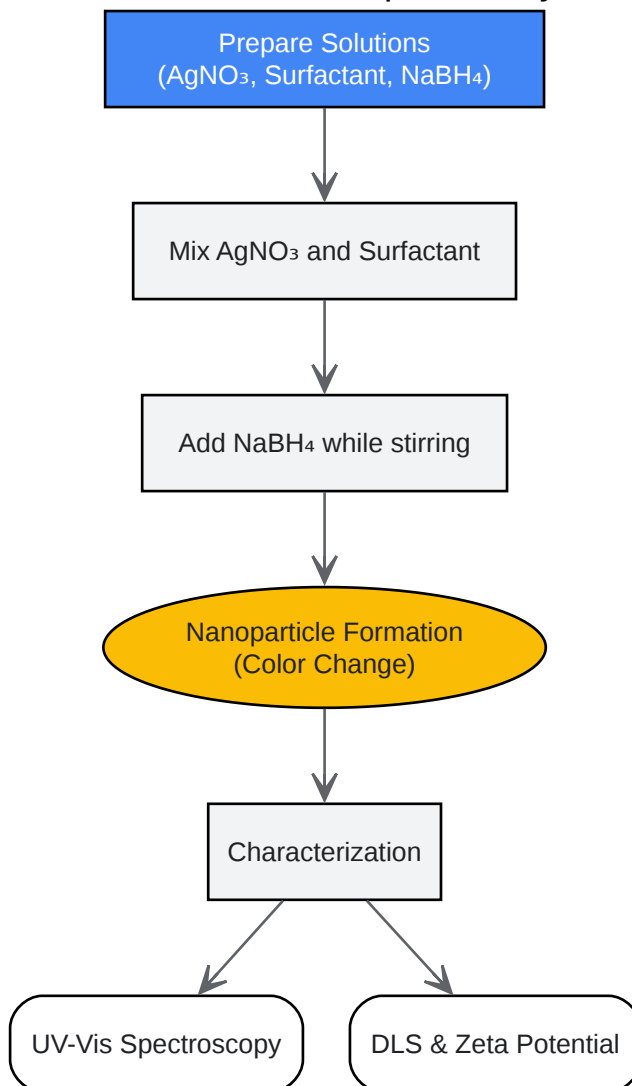 Prepare Solutions
(AgNO₃, Surfactant, NaBH₄)
Mix AgNO₃ and Surfactant
Add NaBH₄ while stirring
Nanoparticle Formation
(Color Change)
Characterization
UV-Vis Spectroscopy
DLS & Zeta Potential